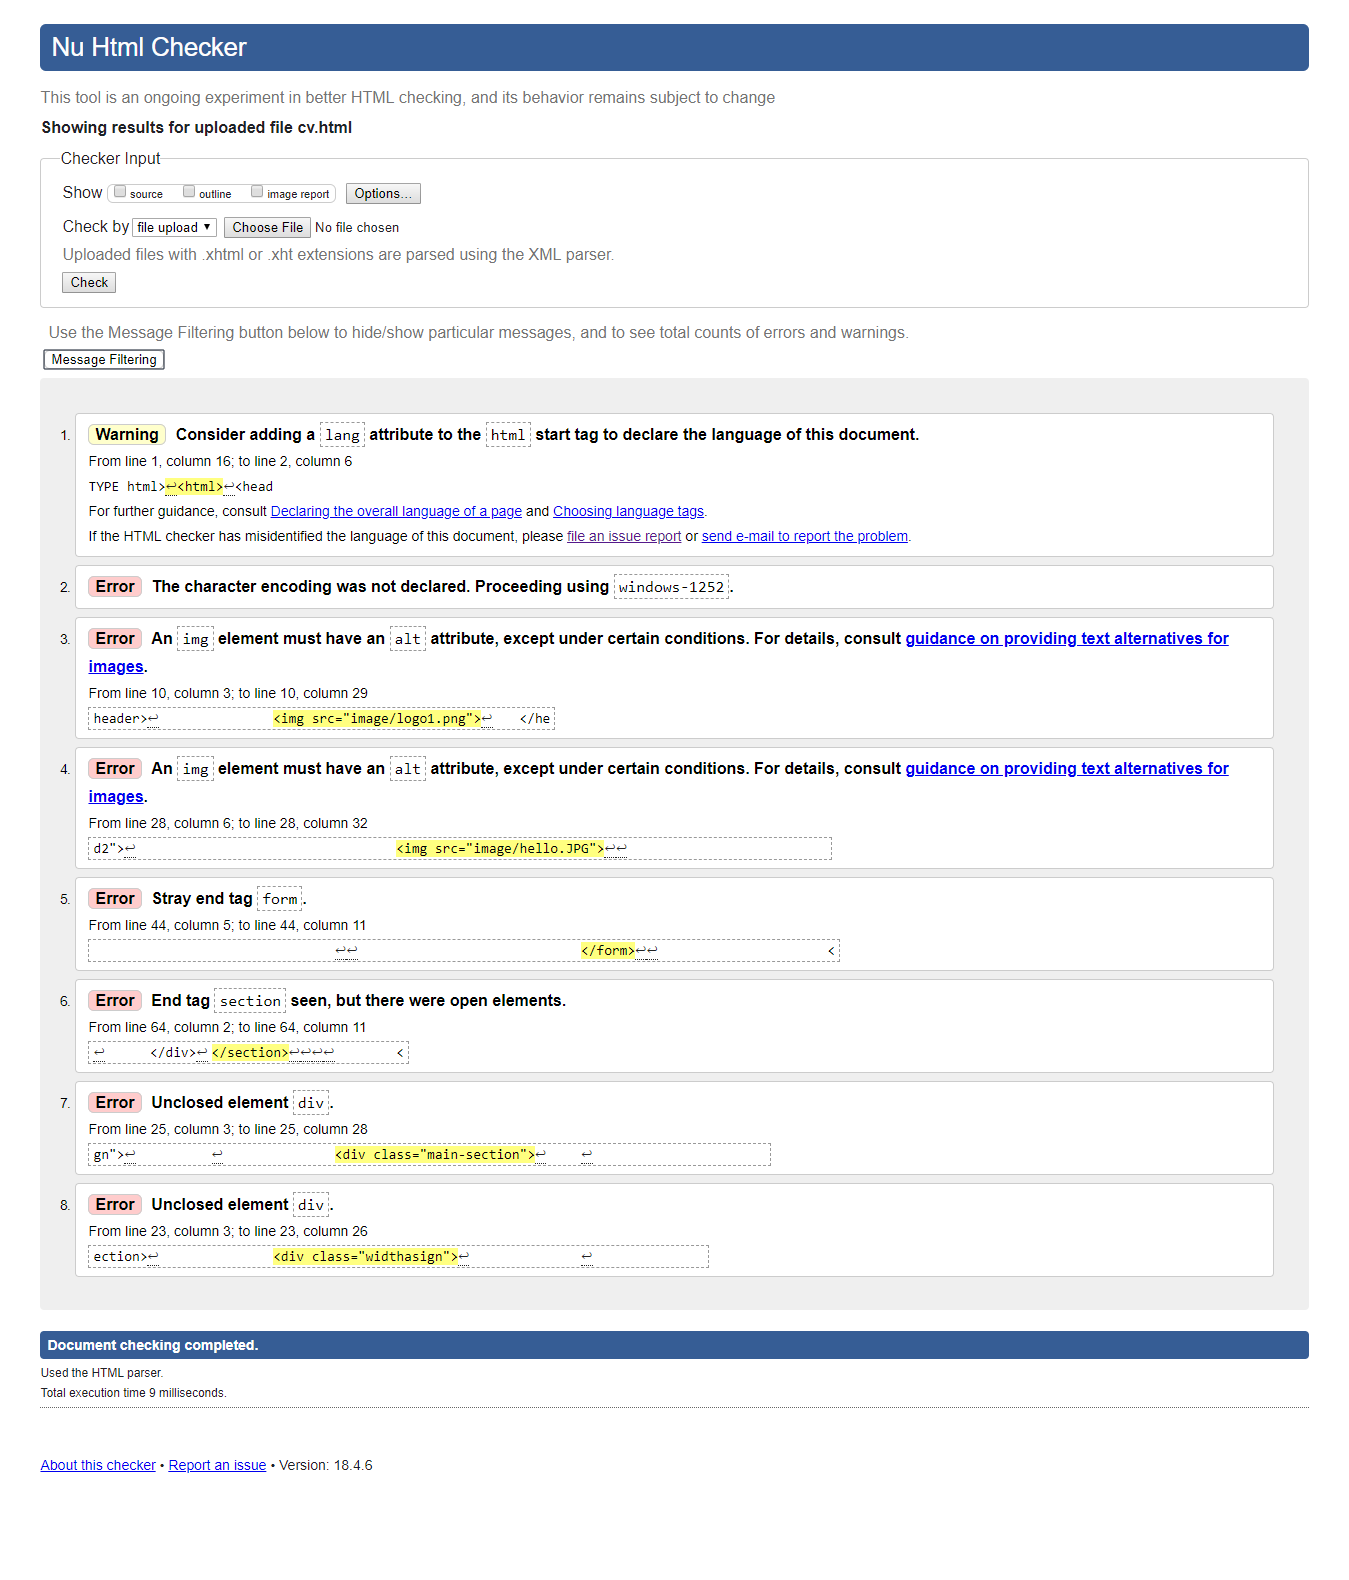 Nu Html Checker
This tool is an ongoing experiment in better HTML checking, and its behavior remains subject to change
Showing results for uploaded file cv.html
Checker Input
Show source outline image report Options...
Check by file upload ▼ Choose File No file chosen
Uploaded files with .xhtml or .xht extensions are parsed using the XML parser.
Check
Use the Message Filtering button below to hide/show particular messages, and to see total counts of errors and warnings.
Message Filtering
1. Warning Consider adding a lang attribute to the html start tag to declare the language of this document.
From line 1, column 16; to line 2, column 6
TYPE html>↩<html>↩<head
For further guidance, consult Declaring the overall language of a page and Choosing language tags.
If the HTML checker has misidentified the language of this document, please file an issue report or send e-mail to report the problem.
2. Error The character encoding was not declared. Proceeding using windows-1252.
3. Error An img element must have an alt attribute, except under certain conditions. For details, consult guidance on providing text alternatives for
images.
From line 10, column 3; to line 10, column 29
header>↩ <img src="image/logo1.png">↩ </he
4. Error An img element must have an alt attribute, except under certain conditions. For details, consult guidance on providing text alternatives for
images.
From line 28, column 6; to line 28, column 32
d2">↩ <img src="image/hello.JPG">↩↩
5. Error Stray end tag form.
From line 44, column 5; to line 44, column 11
↩↩ </form>↩↩ <
6. Error End tag section seen, but there were open elements.
From line 64, column 2; to line 64, column 11
↩ </div>↩ </section>↩↩↩↩ <
7. Error Unclosed element div.
From line 25, column 3; to line 25, column 28
gn">↩ ↩ <div class="main-section">↩ ↩
8. Error Unclosed element div.
From line 23, column 3; to line 23, column 26
ection>↩ <div class="widthasign">↩ ↩
Document checking completed.
Used the HTML parser.
Total execution time 9 milliseconds.
About this checker • Report an issue • Version: 18.4.6